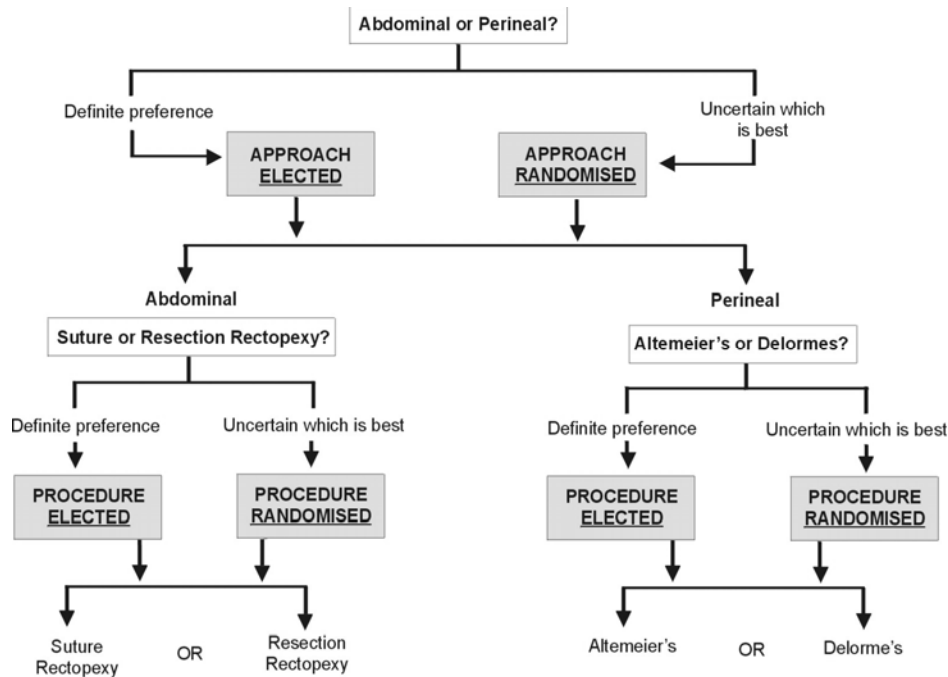 Abdominal or Perineal?
Definite preference
Uncertain which
is best
APPROACH
ELECTED
APPROACH
RANDOMISED
Abdominal
Perineal
Suture or Resection Rectopexy?
Altemeier's or Delormes?
Definite preference
Uncertain which is best
Definite preference
Uncertain which is best
PROCEDURE
ELECTED
PROCEDURE
RANDOMISED
PROCEDURE
ELECTED
PROCEDURE
RANDOMISED
Suture
Rectopexy
OR
Resection
Rectopexy
Altemeier's
OR
Delorme's